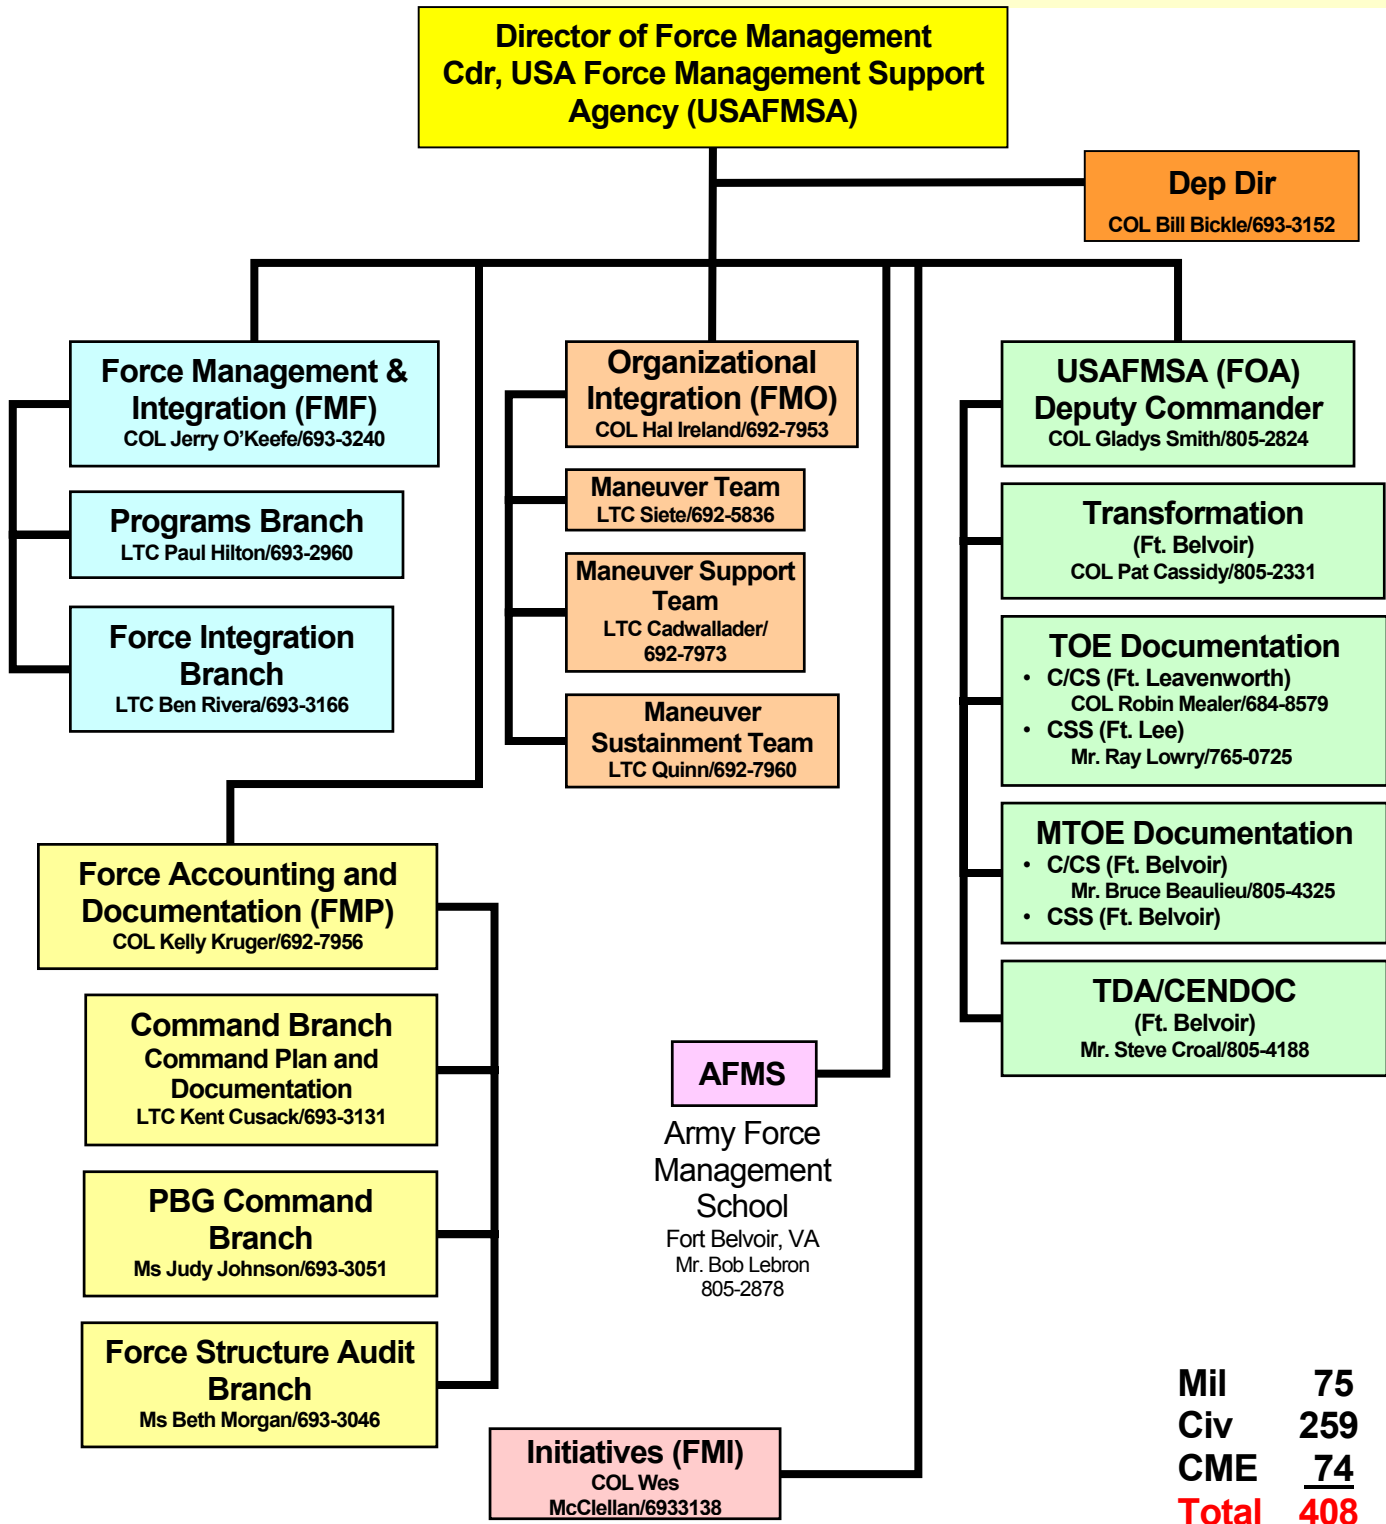 Director of Force Management
Cdr, USA Force Management Support
Agency (USAFMSA)
Dep Dir
COL Bill Bickle/693-3152
Force Management &
Integration (FMF)
COL Jerry O’Keefe/693-3240
Programs Branch
LTC Paul Hilton/693-2960
Force Integration
Branch
LTC Ben Rivera/693-3166
Organizational
Integration (FMO)
COL Hal Ireland/692-7953
Maneuver Team
LTC Siete/692-5836
Maneuver Support
Team
LTC Cadwallader/
692-7973
Maneuver
Sustainment Team
LTC Quinn/692-7960
USAFMSA (FOA)
Deputy Commander
COL Gladys Smith/805-2824
Transformation
(Ft. Belvoir)
COL Pat Cassidy/805-2331
TOE Documentation
• C/CS (Ft. Leavenworth)
COL Robin Mealer/684-8579
• CSS (Ft. Lee)
Mr. Ray Lowry/765-0725
MTOE Documentation
• C/CS (Ft. Belvoir)
Mr. Bruce Beaulieu/805-4325
• CSS (Ft. Belvoir)
TDA/CENDOC
(Ft. Belvoir)
Mr. Steve Croal/805-4188
Force Accounting and
Documentation (FMP)
COL Kelly Kruger/692-7956
Command Branch
Command Plan and
Documentation
LTC Kent Cusack/693-3131
PBG Command
Branch
Ms Judy Johnson/693-3051
Force Structure Audit
Branch
Ms Beth Morgan/693-3046
AFMS
Army Force
Management
School
Fort Belvoir, VA
Mr. Bob Lebron
805-2878
Initiatives (FMI)
COL Wes
McClellan/6933138
Mil 75
Civ 259
CME 74
Total 408